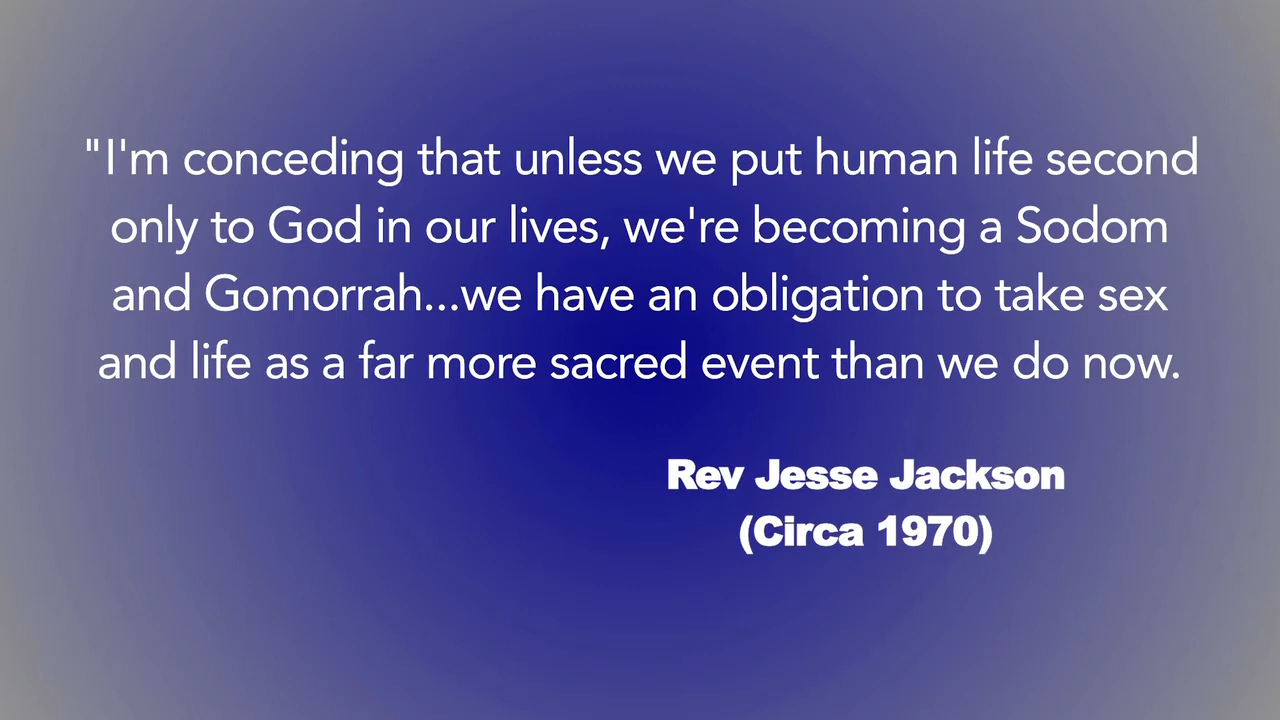 "I'm conceding that unless we put human life second
only to God in our lives, we're becoming a Sodom
and Gomorrah...we have an obligation to take sex
and life as a far more sacred event than we do now.
Rev Jesse Jackson
(Circa 1970)